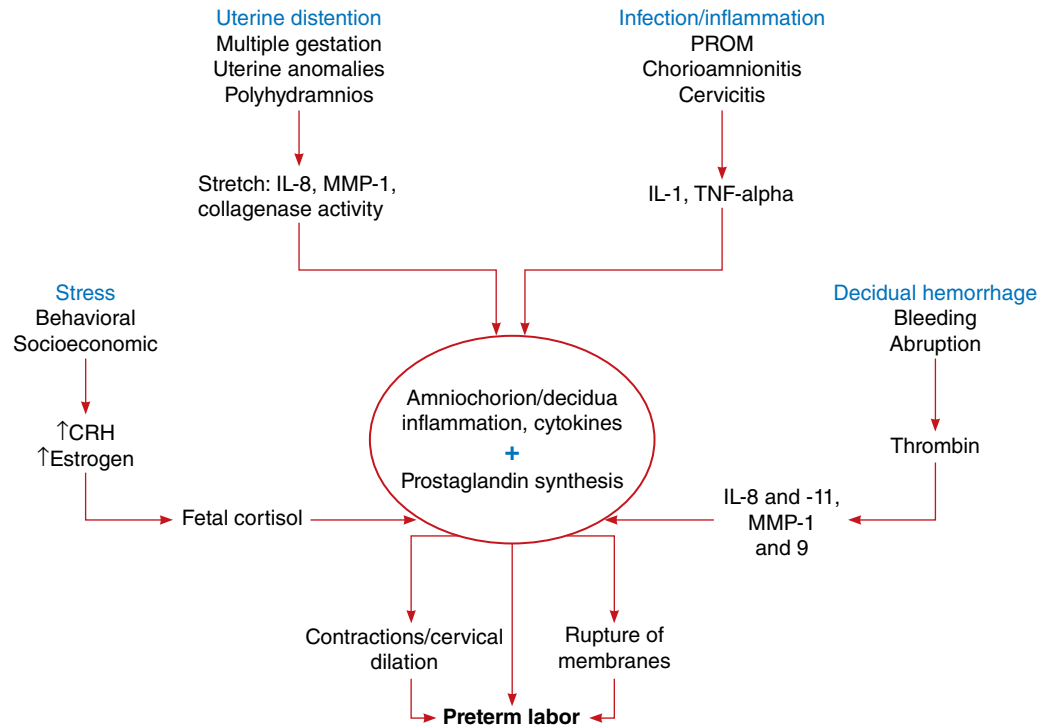 Uterine distention
Multiple gestation
Uterine anomalies
Polyhydramnios
Infection/inflammation
PROM
Chorioamnionitis
Cervicitis
Stretch: IL-8, MMP-1,
collagenase activity
IL-1, TNF-alpha
Stress
Behavioral
Socioeconomic
Decidual hemorrhage
Bleeding
Abruption
Amniochorion/decidua
inflammation, cytokines
+
Prostaglandin synthesis
↑CRH
↑Estrogen
Thrombin
Fetal cortisol
IL-8 and -11,
MMP-1
and 9
Contractions/cervical
dilation
Rupture of
membranes
Preterm labor